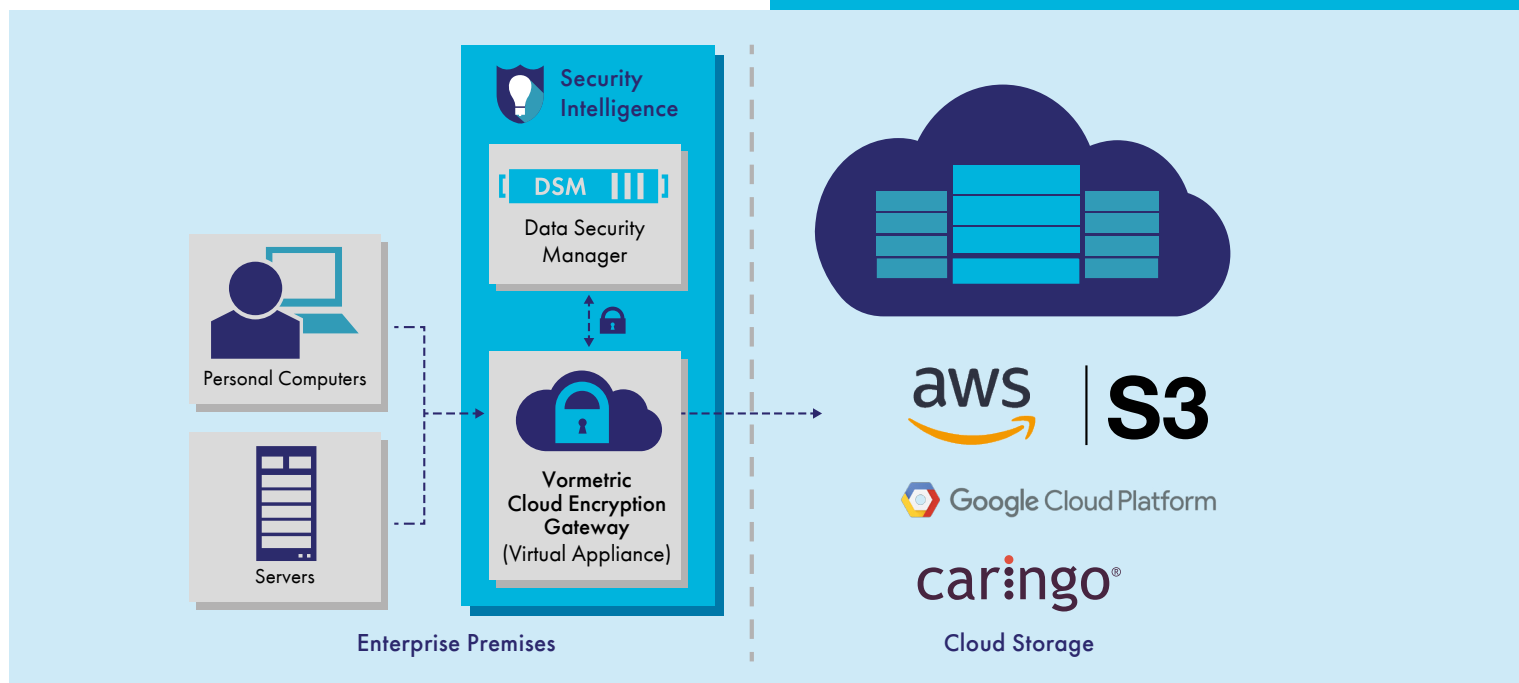 Security
Intelligence
DSM
Data Security
Manager
Personal Computers
Servers
Vormetric
Cloud Encryption
Gateway
(Virtual Appliance)
Enterprise Premises
aws
S3
Google Cloud Platform
caringo®
Cloud Storage